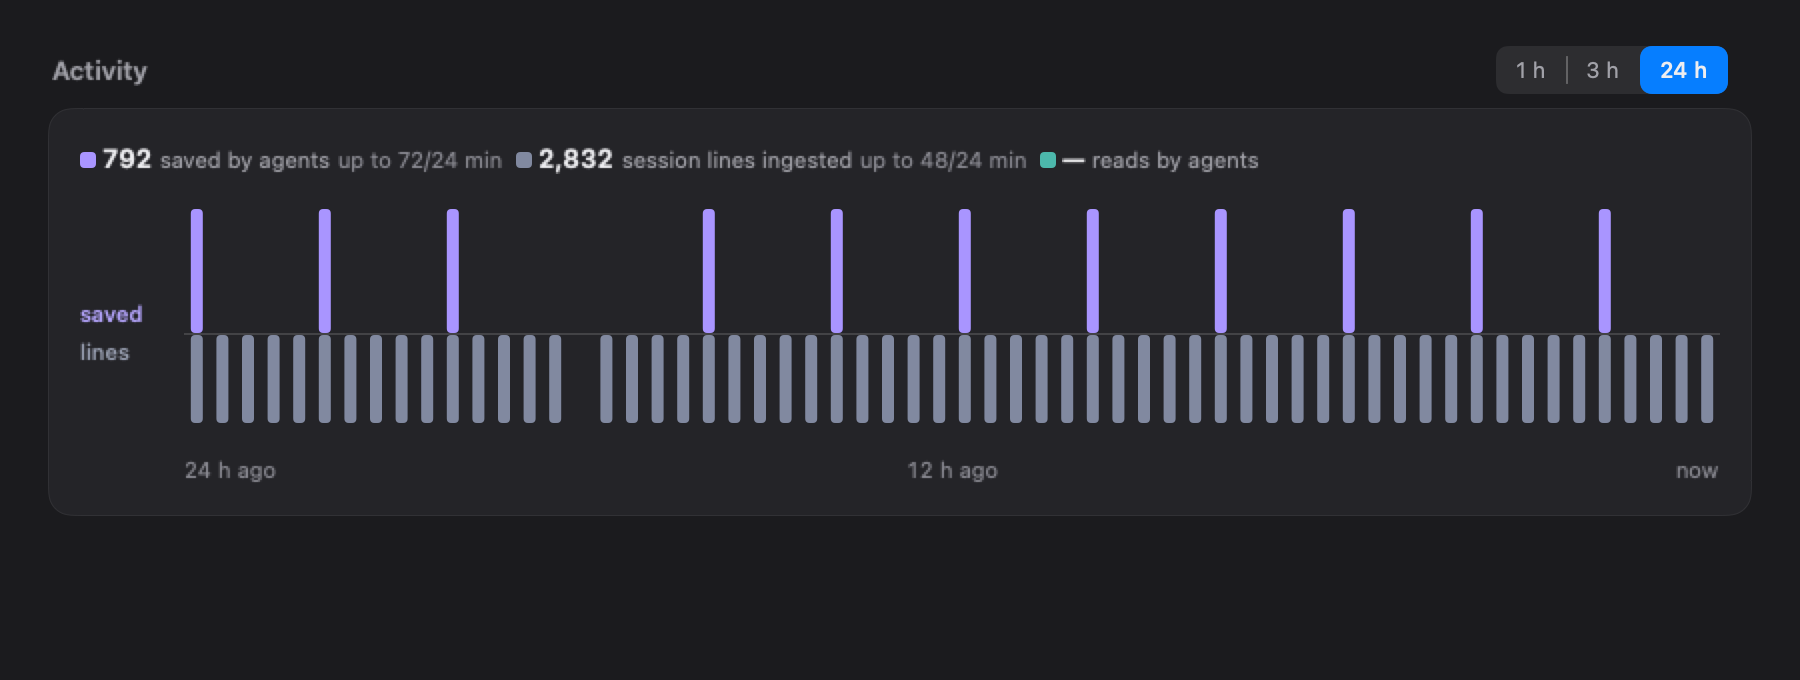 Activity
1 h 3 h 24 h
792 saved by agents up to 72/24 min 2,832 session lines ingested up to 48/24 min — reads by agents
saved
lines
24 h ago 12 h ago now